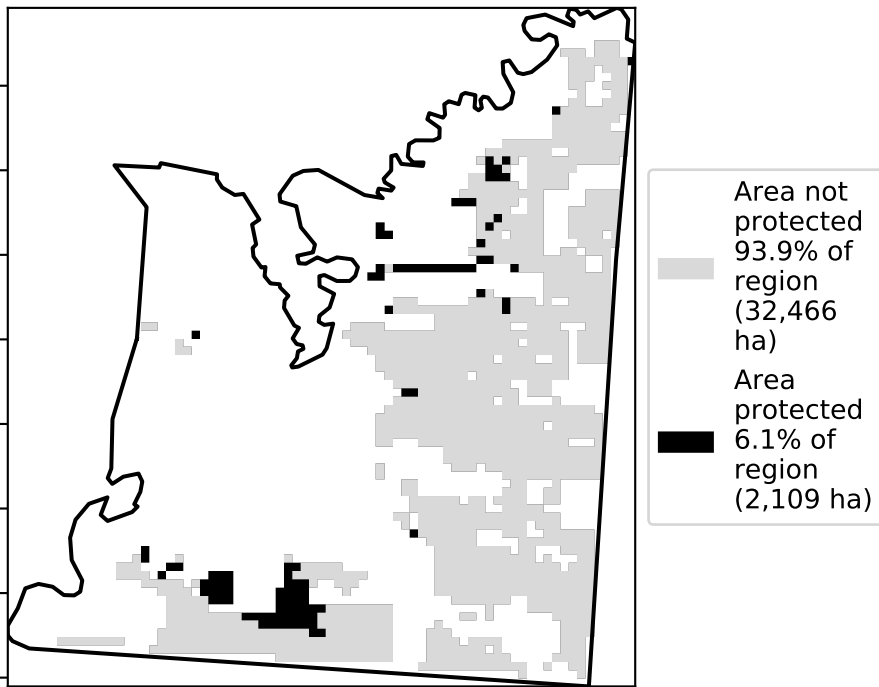 Area not
protected
93.9% of
region
(32,466
ha)
Area
protected
6.1% of
region
(2,109 ha)